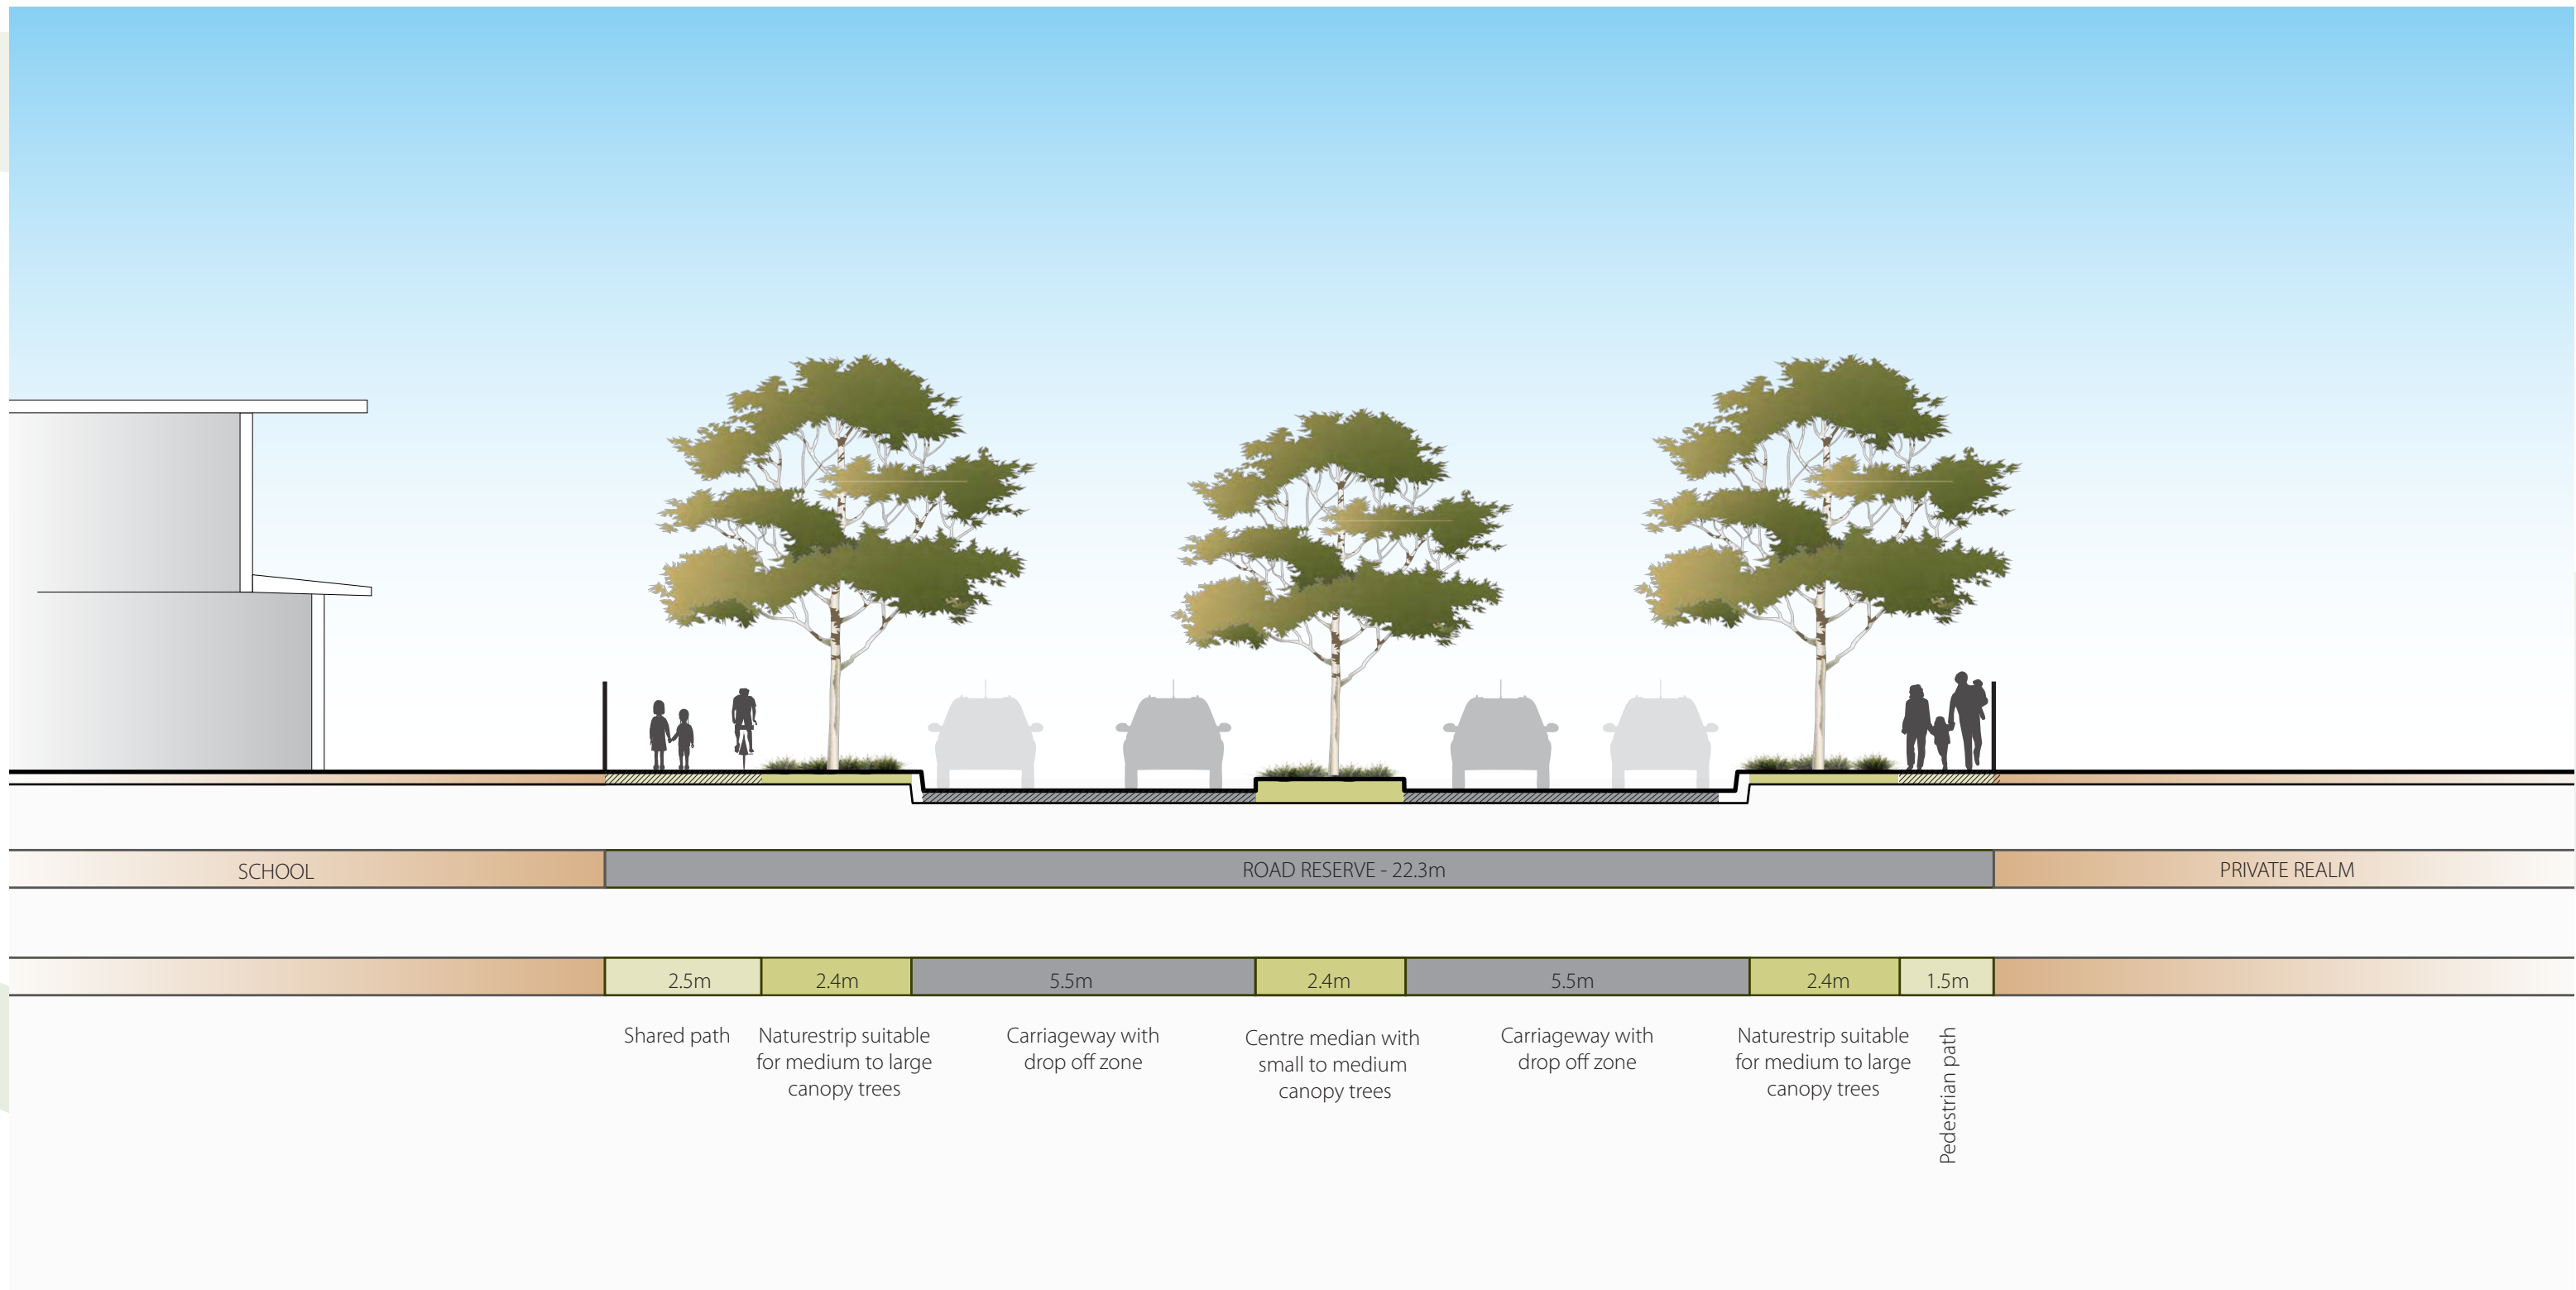 SCHOOL
ROAD RESERVE - 22.3m
PRIVATE REALM
2.5m
2.4m
5.5m
2.4m
5.5m
2.4m
1.5m
Shared path
Naturestrip suitable
for medium to large
canopy trees
Carriageway with
drop off zone
Centre median with
small to medium
canopy trees
Carriageway with
drop off zone
Naturestrip suitable
for medium to large
canopy trees
Pedestrian path